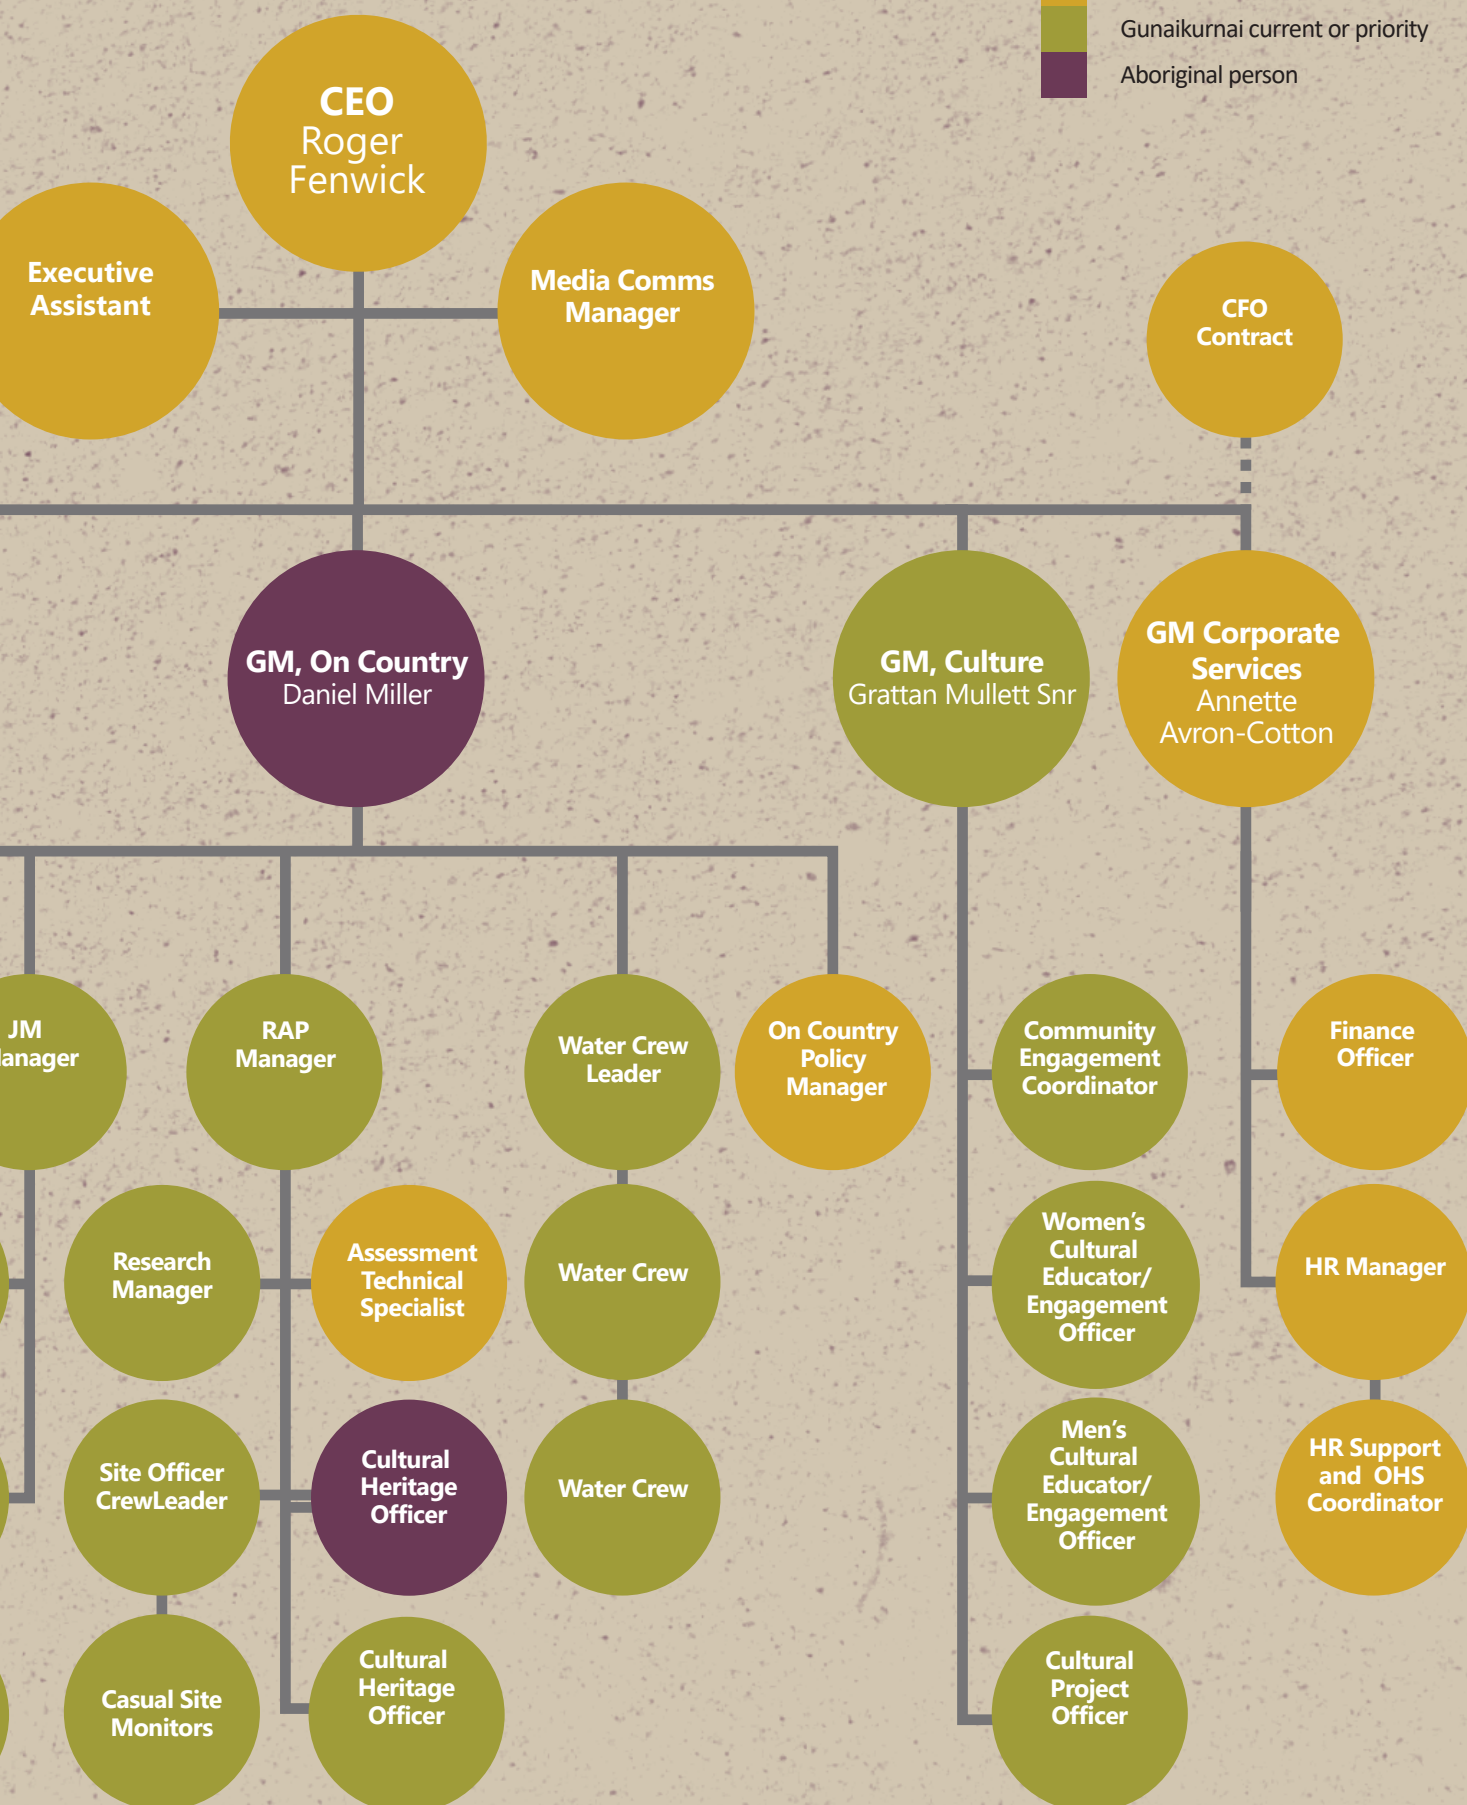 Gunaikurnai current or priority
Aboriginal person
CEO
Roger
Fenwick
Executive
Assistant
Media Comms
Manager
CFO
Contract
GM, On Country
Daniel Miller
GM, Culture
Grattan Mullett Snr
GM Corporate
Services
Annette
Avron-Cotton
JM
anager
RAP
Manager
Water Crew
Leader
On Country
Policy
Manager
Community
Engagement
Coordinator
Finance
Officer
Research
Manager
Assessment
Technical
Specialist
Water Crew
Women’s
Cultural
Educator/
Engagement
Officer
HR Manager
Site Officer
CrewLeader
Cultural
Heritage
Officer
Water Crew
Men’s
Cultural
Educator/
Engagement
Officer
HR Support
and  OHS
Coordinator
Casual Site
Monitors
Cultural
Heritage
Officer
Cultural
Project
Officer